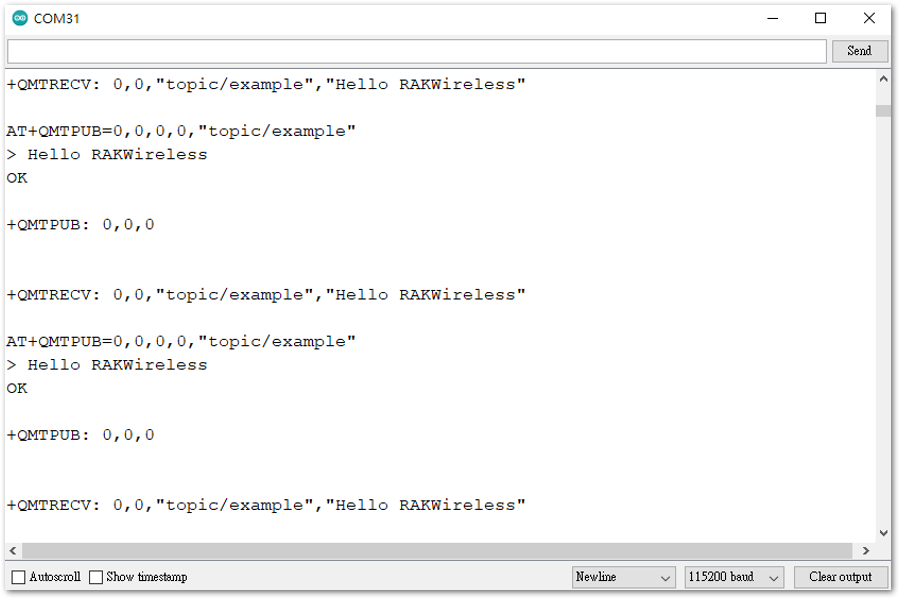 COM31
Send
+QMTRECV: 0,0,"topic/example","Hello RAKWireless"
AT+QMTPUB=0,0,0,0,"topic/example"
> Hello RAKWireless
OK
+QMTPUB: 0,0,0
+QMTRECV: 0,0,"topic/example","Hello RAKWireless"
AT+QMTPUB=0,0,0,0,"topic/example"
> Hello RAKWireless
OK
+QMTPUB: 0,0,0
+QMTRECV: 0,0,"topic/example","Hello RAKWireless"
Autoscroll Show timestamp Newline 115200 baud Clear output